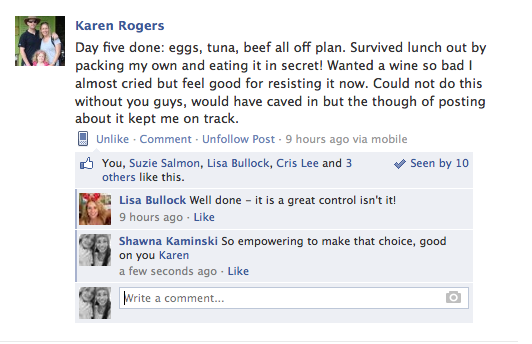 Karen Rogers
Day five done: eggs, tuna, beef all off plan. Survived lunch out by
packing my own and eating it in secret! Wanted a wine so bad I
almost cried but feel good for resisting it now. Could not do this
without you guys, would have caved in but the though of posting
about it kept me on track.
Unlike · Comment · Unfollow Post · 9 hours ago via mobile
You, Suzie Salmon, Lisa Bullock, Cris Lee and 3 Seen by 10
others like this.
Lisa Bullock Well done – it is a great control isn't it!
9 hours ago · Like
Shawna Kaminski So empowering to make that choice, good
on you Karen
a few seconds ago · Like
Write a comment...